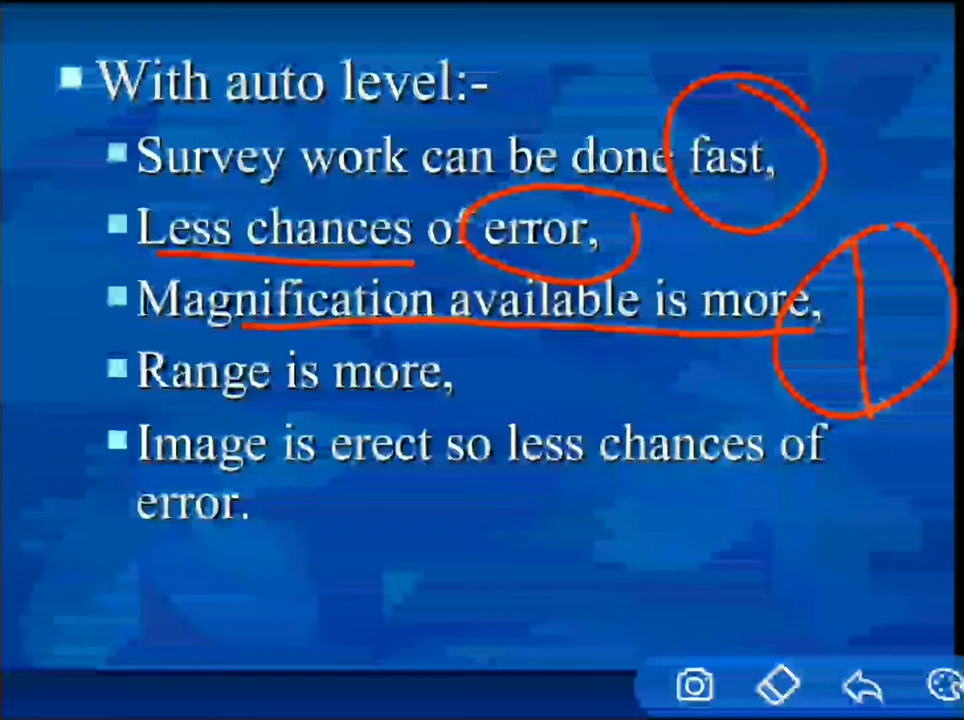 With auto level:-
Survey work can be done fast,
Less chances of error,
Magnification available is more,
Range is more,
Image is erect so less chances of
error.